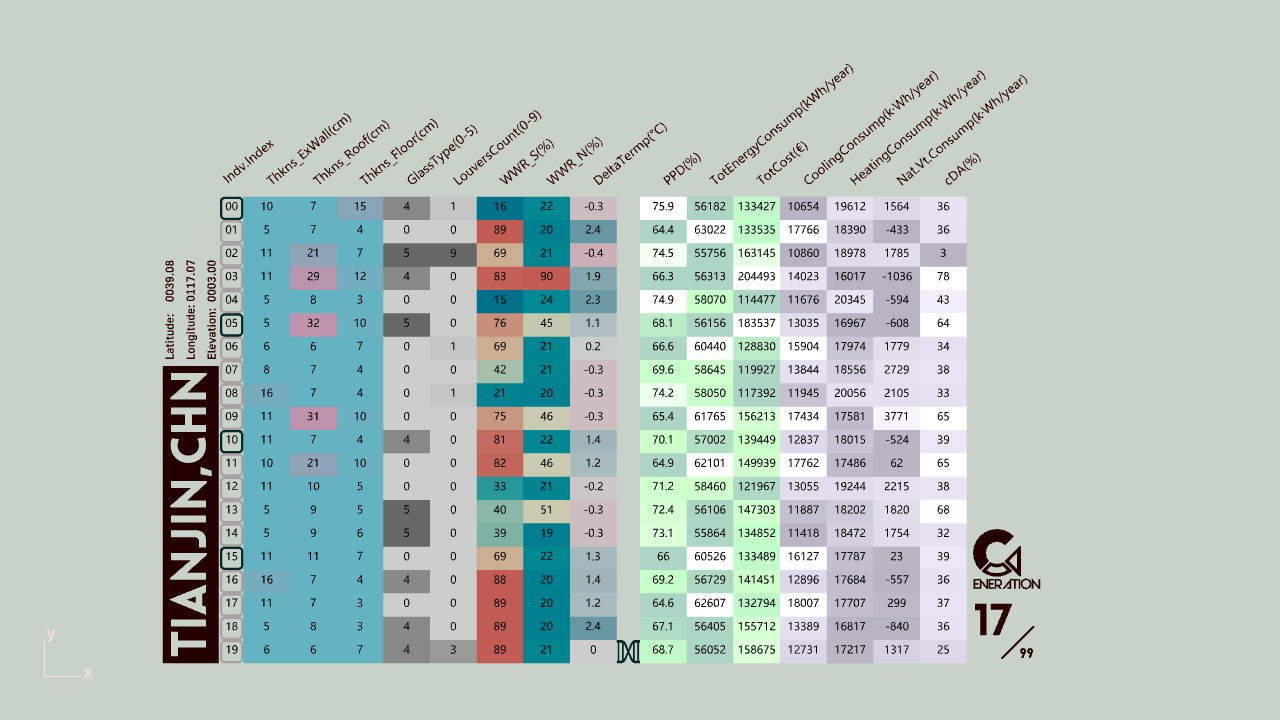 Indv.Index Thkns_ExWall(cm) Thkns_Roof(cm) Thkns_Floor(cm) GlassType(0-5) LouversCount(0-9) WWR_S(%) WWR_N(%) DeltaTermp(°C) PPD(%) TotEnergyConsump(kWh/year) TotCost(€) CoolingConsump(k·Wh/year) HeatingConsump(k·Wh/year) Nat.Vt.Consump(k·Wh/year) cDA(%)
00 10 7 15 4 1 16 22 -0.3 75.9 56182 133427 10654 19612 1564 36
01 5 7 4 0 0 89 20 2.4 64.4 63022 133535 17766 18390 -433 36
02 11 21 7 5 9 69 21 -0.4 74.5 55756 163145 10860 18978 1785 3
03 11 29 12 4 0 83 90 1.9 66.3 56313 204493 14023 16017 -1036 78
04 5 8 3 0 0 15 24 2.3 74.9 58070 114477 11676 20345 -594 43
05 5 32 10 5 0 76 45 1.1 68.1 56156 183537 13035 16967 -608 64
06 6 6 7 0 1 69 21 0.2 66.6 60440 128830 15904 17974 1779 34
07 8 7 4 0 0 42 21 -0.3 69.6 58645 119927 13844 18556 2729 38
08 16 7 4 0 1 21 20 -0.3 74.2 58050 117392 11945 20056 2105 33
09 11 31 10 0 0 75 46 -0.3 65.4 61765 156213 17434 17581 3771 65
10 11 7 4 4 0 81 22 1.4 70.1 57002 139449 12837 18015 -524 39
11 10 21 10 0 0 82 46 1.2 64.9 62101 149939 17762 17486 62 65
12 11 10 5 0 0 33 21 -0.2 71.2 58460 121967 13055 19244 2215 38
13 5 9 5 5 0 40 51 -0.3 72.4 56106 147303 11887 18202 1820 68
14 5 9 6 5 0 39 19 -0.3 73.1 55864 134852 11418 18472 1754 32
15 11 11 7 0 0 69 22 1.3 66 60526 133489 16127 17787 23 39
16 16 7 4 4 0 88 20 1.4 69.2 56729 141451 12896 17684 -557 36
17 11 7 3 0 0 89 20 1.2 64.6 62607 132794 18007 17707 299 37
18 5 8 3 4 0 89 20 2.4 67.1 56405 155712 13389 16817 -840 36
19 6 6 7 4 3 89 21 0 68.7 56052 158675 12731 17217 1317 25
Latitude: 0039.08
Longitude: 0117.07
Elevation: 0003.00
TIANJIN,CHN
G
ENERATION
17/99
y
x